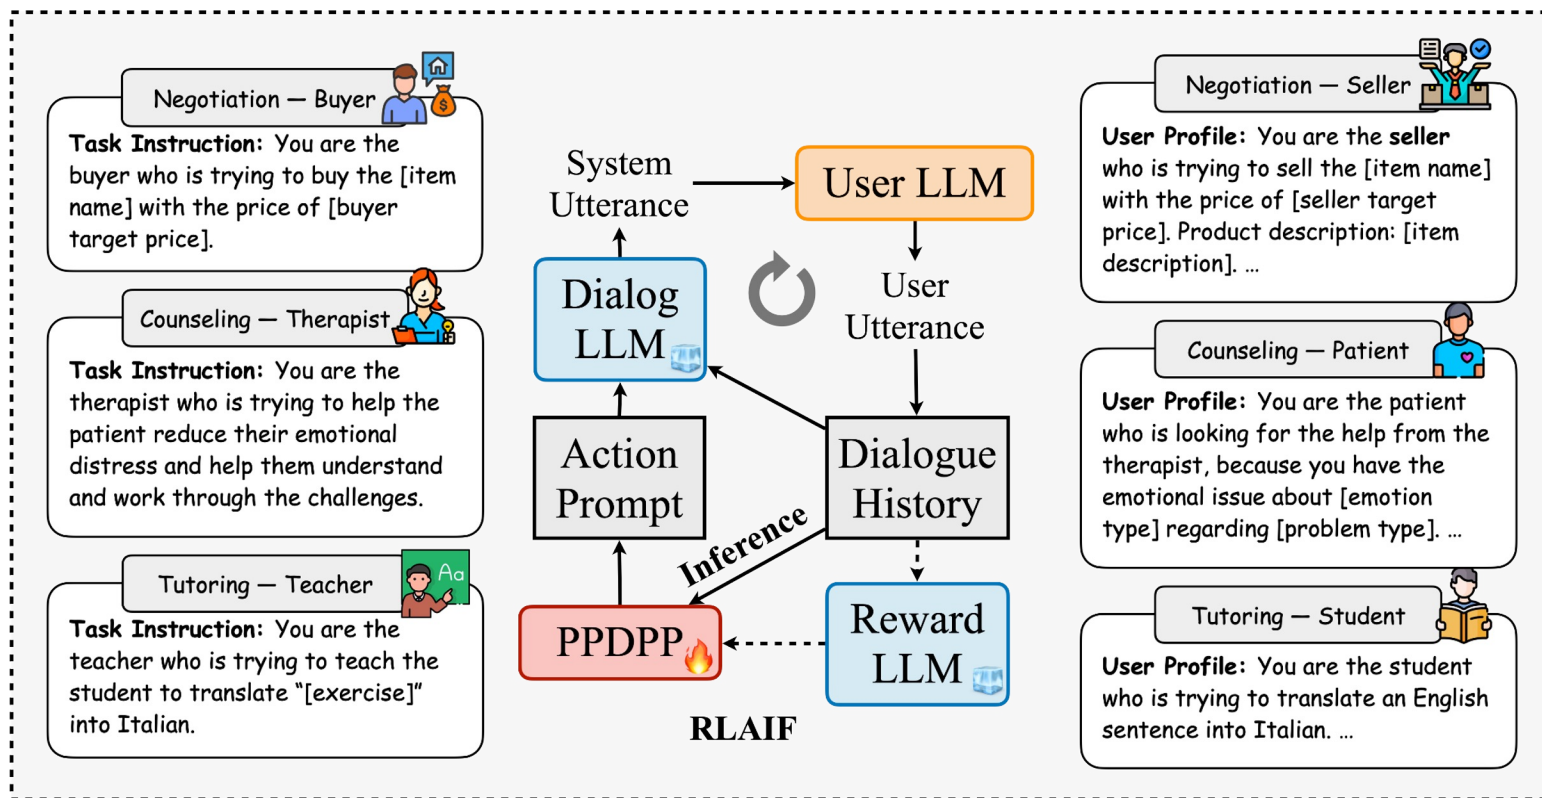 Negotiation — Buyer
Task Instruction: You are the
buyer who is trying to buy the [item
name] with the price of [buyer
target price].
Counseling — Therapist
Task Instruction: You are the
therapist who is trying to help the
patient reduce their emotional
distress and help them understand
and work through the challenges.
Tutoring — Teacher
Aa
Task Instruction: You are the
teacher who is trying to teach the
student to translate “[exercise]”
into Italian.
System
Utterance
User LLM
Dialog
LLM
User
Utterance
Action
Prompt
Dialogue
History
Inference
PPDPP
Reward
LLM
RLAIF
Negotiation — Seller
User Profile: You are the seller
who is trying to sell the [item name]
with the price of [seller target
price]. Product description: [item
description]. ...
Counseling — Patient
User Profile: You are the patient
who is looking for the help from the
therapist, because you have the
emotional issue about [emotion
type] regarding [problem type]. ...
Tutoring — Student
User Profile: You are the student
who is trying to translate an English
sentence into Italian. ...